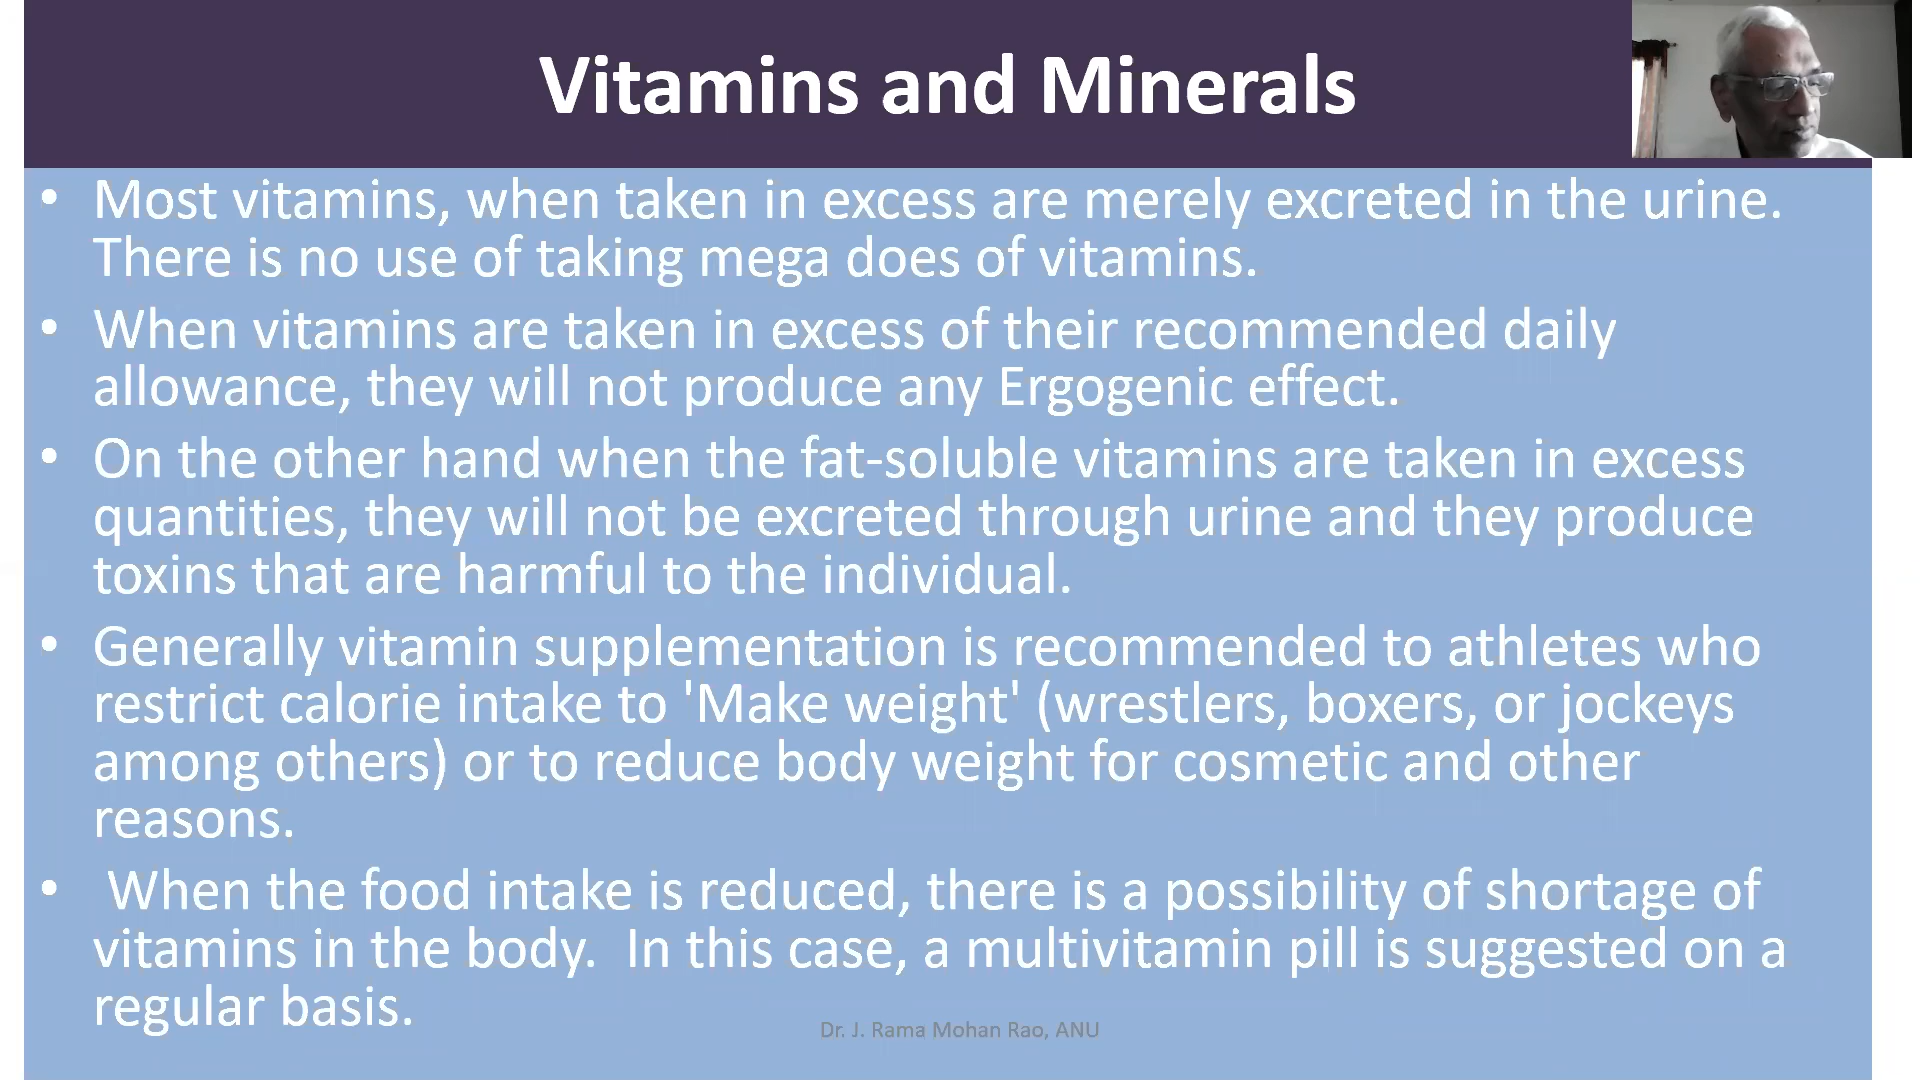 Vitamins and Minerals
• Most vitamins, when taken in excess are merely excreted in the urine.
There is no use of taking mega does of vitamins.
• When vitamins are taken in excess of their recommended daily
allowance, they will not produce any Ergogenic effect.
• On the other hand when the fat-soluble vitamins are taken in excess
quantities, they will not be excreted through urine and they produce
toxins that are harmful to the individual.
• Generally vitamin supplementation is recommended to athletes who
restrict calorie intake to 'Make weight' (wrestlers, boxers, or jockeys
among others) or to reduce body weight for cosmetic and other
reasons.
• When the food intake is reduced, there is a possibility of shortage of
vitamins in the body. In this case, a multivitamin pill is suggested on a
regular basis.
Dr. J. Rama Mohan Rao, ANU